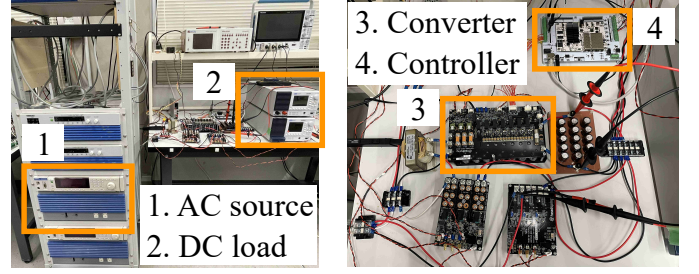 2
1
1. AC source
2. DC load
3. Converter
4. Controller
4
3